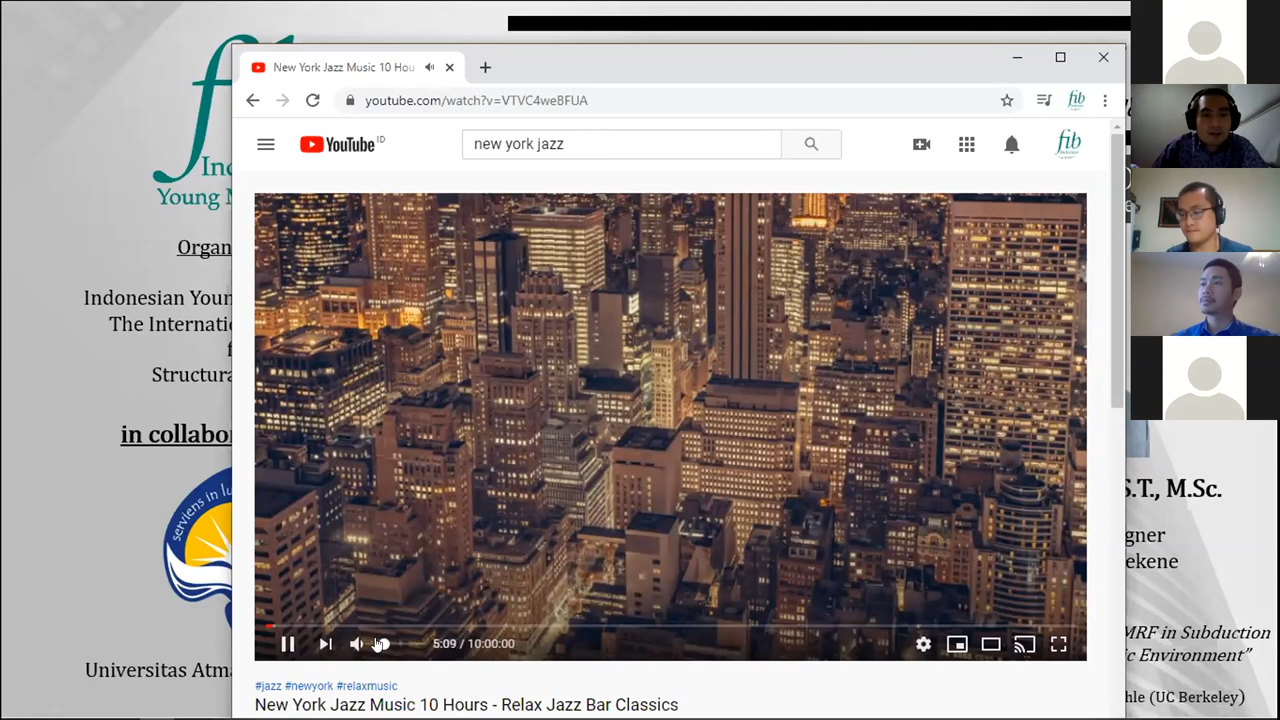 New York Jazz Music 10 Hou
youtube.com/watch?v=VTVC4weBFUA
fib
YouTube ID
new york jazz
fib
Ind
Young M
Organ
Indonesian Youn
The Internati
f
Structura
in collabor
serviens in lu
Universitas Atma
5:09 / 10:00:00
#jazz #newyork #relaxmusic
New York Jazz Music 10 Hours - Relax Jazz Bar Classics
S.T., M.Sc.
gner
ekene
MRF in Subduction
c Environment”
hle (UC Berkeley)